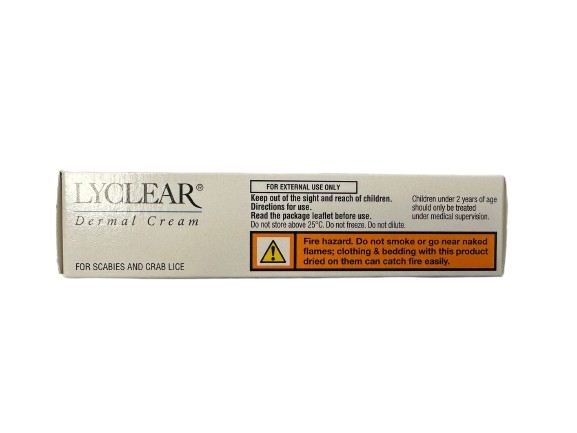 LYCLEAR®
Dermal Cream
FOR SCABIES AND CRAB LICE
FOR EXTERNAL USE ONLY
Keep out of the sight and reach of children.
Directions for use.
Read the package leaflet before use.
Do not store above 25°C. Do not freeze. Do not dilute.
Children under 2 years of age
should only be treated
under medical supervision.
Fire hazard. Do not smoke or go near naked
flames; clothing & bedding with this product
dried on them can catch fire easily.